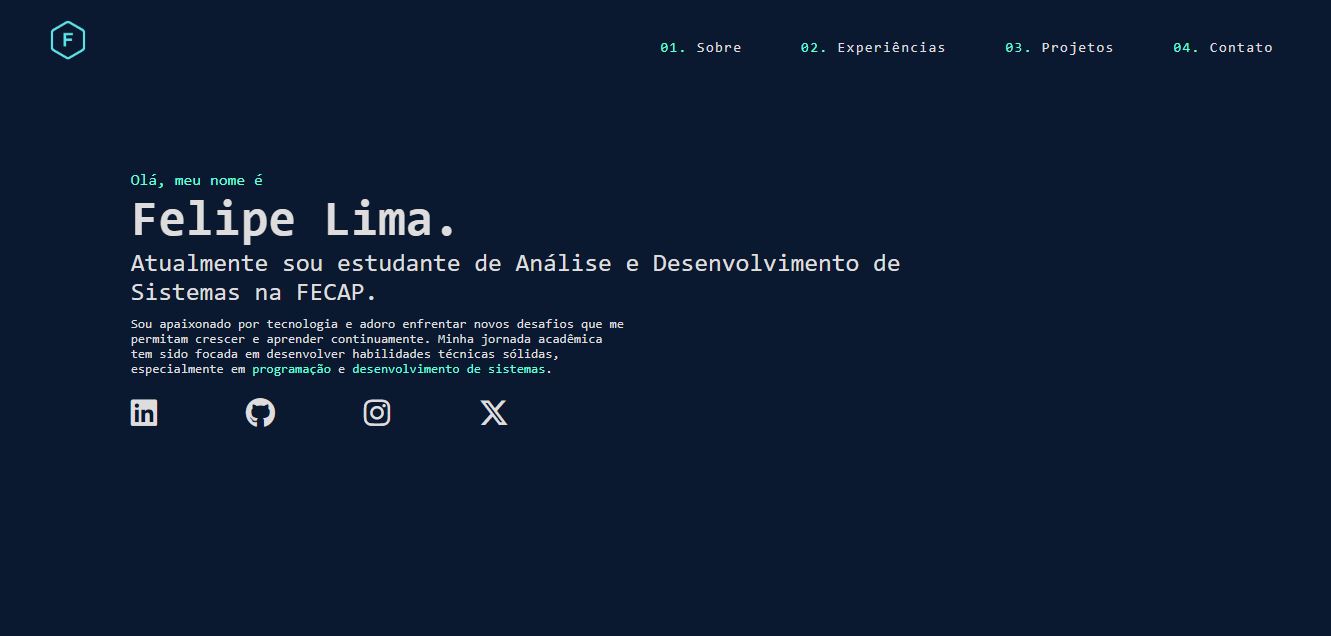 F
01. Sobre 02. Experiências 03. Projetos 04. Contato
Olá, meu nome é
Felipe Lima.
Atualmente sou estudante de Análise e Desenvolvimento de
Sistemas na FECAP.
Sou apaixonado por tecnologia e adoro enfrentar novos desafios que me
permitam crescer e aprender continuamente. Minha jornada acadêmica
tem sido focada em desenvolver habilidades técnicas sólidas,
especialmente em programação e desenvolvimento de sistemas.
in
X